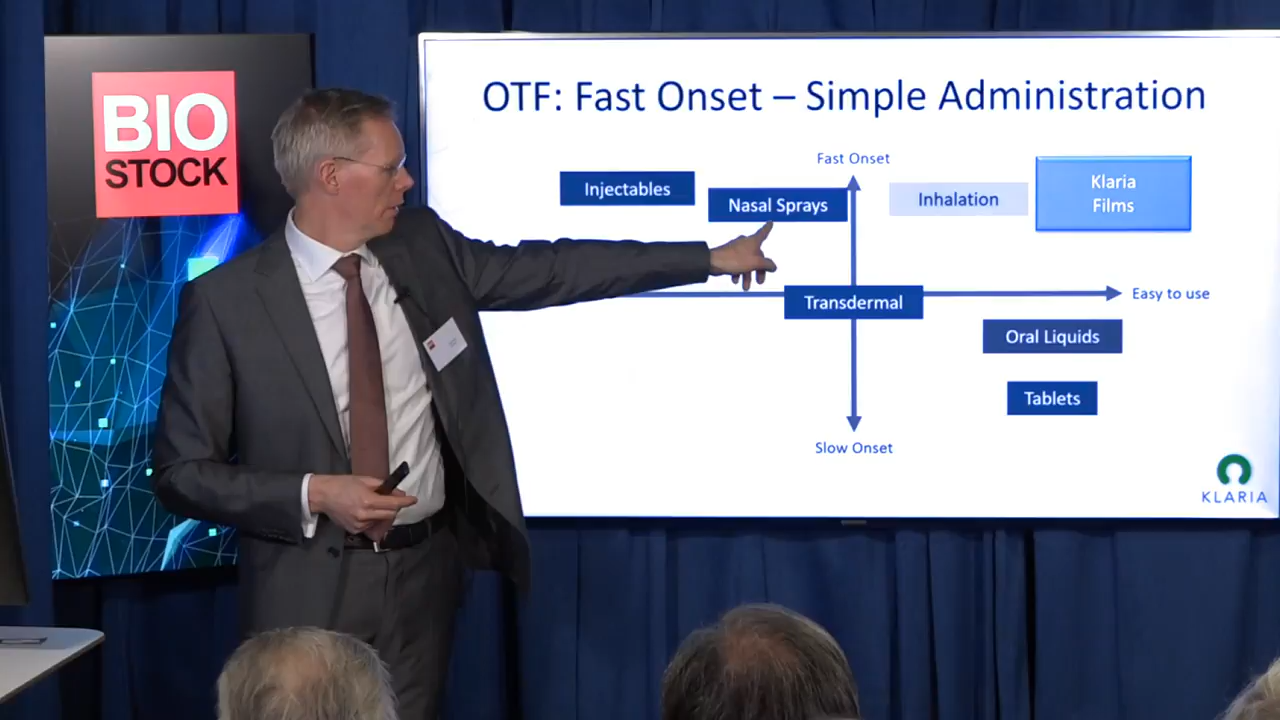 BIO
STOCK
OTF: Fast Onset – Simple Administration
Fast Onset
Injectables
Nasal Sprays
Inhalation
Klaria
Films
Transdermal
Easy to use
Oral Liquids
Tablets
Slow Onset
KLARIA